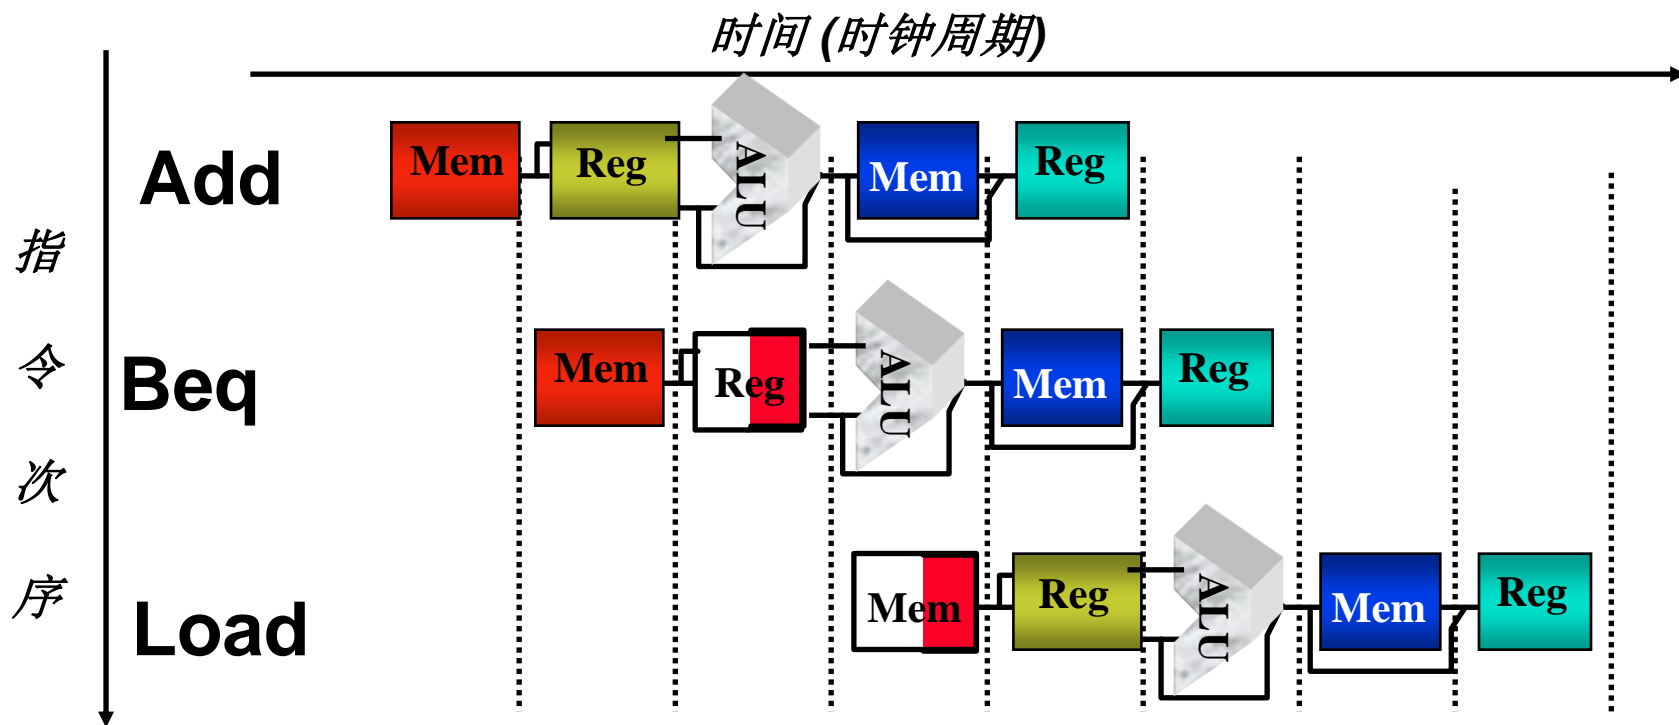 时间 (时钟周期)
指
令
次
序
Add
Mem
Reg
ALU
Mem
Reg
Beq
Mem
Reg
ALU
Mem
Reg
Load
Mem
Reg
ALU
Mem
Reg